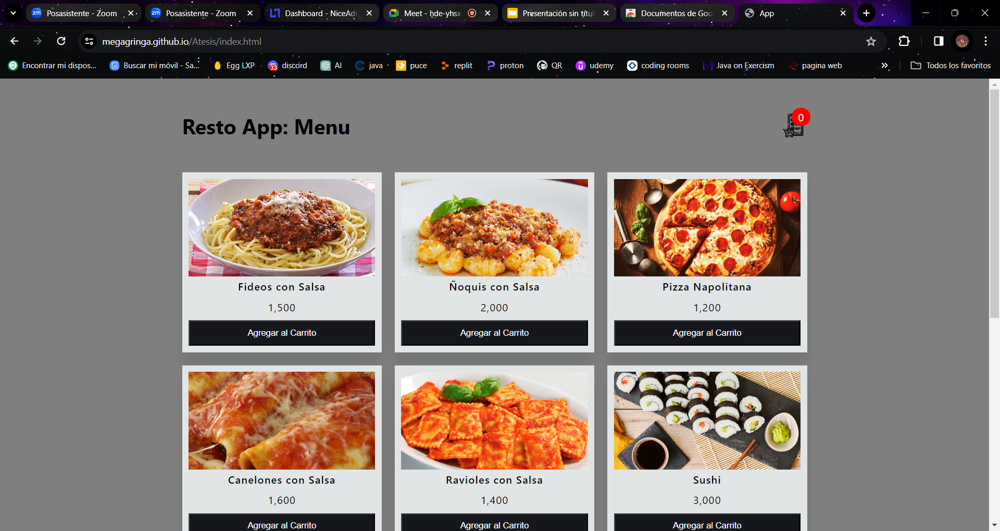 Posasistente - Zoom
Posasistente - Zoom
Dashboard - NiceAd
Meet - hde-yhsx-
Presentación sin títul
Documentos de Goo
App
megagringa.github.io/Atesis/index.html
Encontrar mi dispos...
Buscar mi móvil - Sa...
Egg LXP
discord
AI
java
puce
replit
proton
QR
udemy
coding rooms
Java on Exercism
pagina web
Todos los favoritos
Resto App: Menu
0
Fideos con Salsa
Ñoquis con Salsa
Pizza Napolitana
1,500
2,000
1,200
Agregar al Carrito
Agregar al Carrito
Agregar al Carrito
Canelones con Salsa
Ravioles con Salsa
Sushi
1,600
1,400
3,000
Agregar al Carrito
Agregar al Carrito
Agregar al Carrito